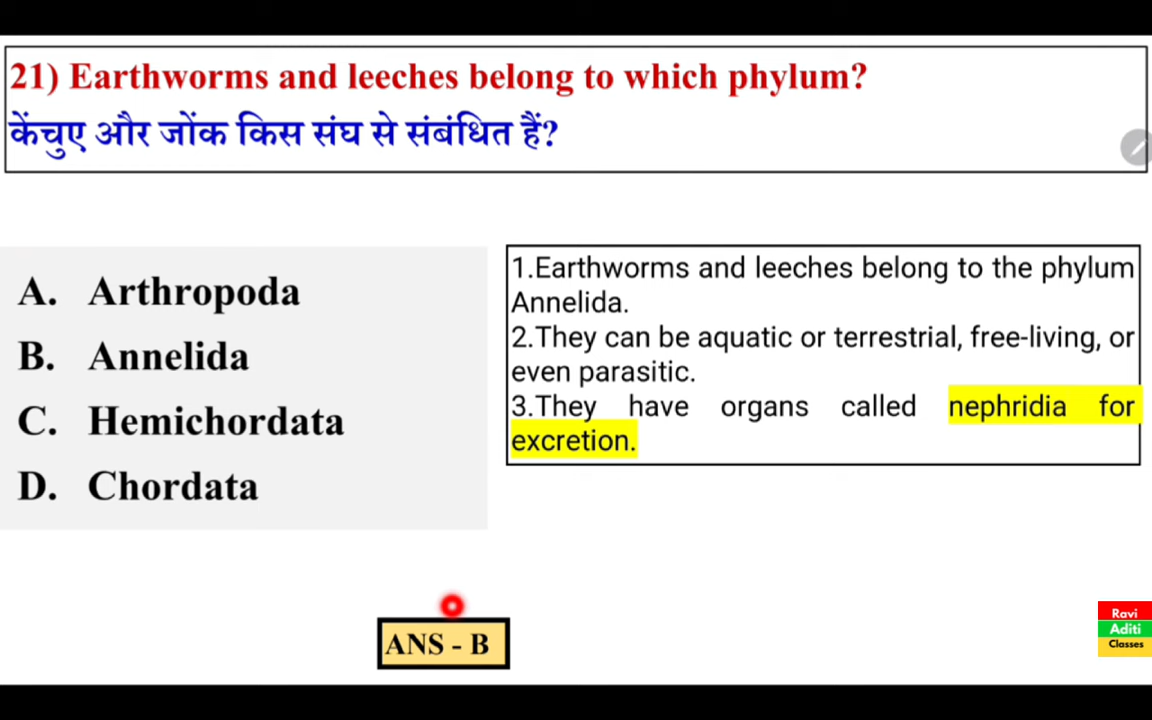 21) Earthworms and leeches belong to which phylum?
केंचुए और जोंक किस संघ से संबंधित हैं?
A. Arthropoda
B. Annelida
C. Hemichordata
D. Chordata
1.Earthworms and leeches belong to the phylum
Annelida.
2.They can be aquatic or terrestrial, free-living, or
even parasitic.
3.They have organs called nephridia for
excretion.
ANS - B
Ravi
Aditi
Classes